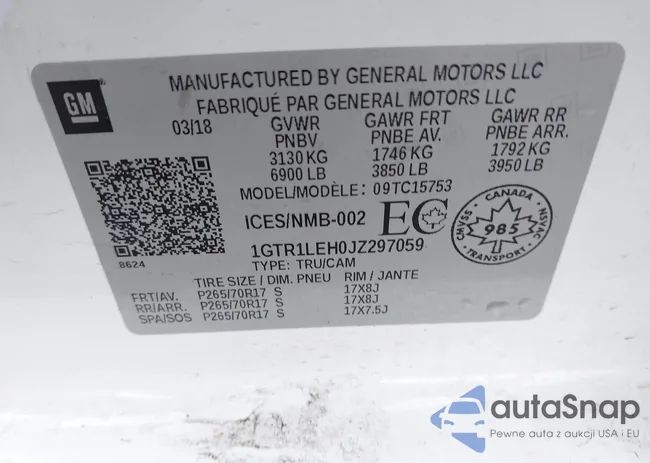 GM
MANUFACTURED BY GENERAL MOTORS LLC
FABRIQUÉ PAR GENERAL MOTORS LLC
03/18 GVWR GAWR FRT GAWR RR
PNBV PNBE AV. PNBE ARR.
3130 KG 1746 KG 1792 KG
6900 LB 3850 LB 3950 LB
MODEL/MODÈLE: 09TC15753
ICES/NMB-002 EC
CANADA
CMVSS 985 NSVAC
1GTR1LEH0JZ297059
8624 TYPE: TRU/CAM
TIRE SIZE / DIM. PNEU RIM / JANTE
FRT/AV. P265/70R17 S 17X8J
RR/ARR. P265/70R17 S 17X8J
SPA/SOS P265/70R17 S 17X7.5J
autoSnap
Pewne auta z aukcji USA i EU